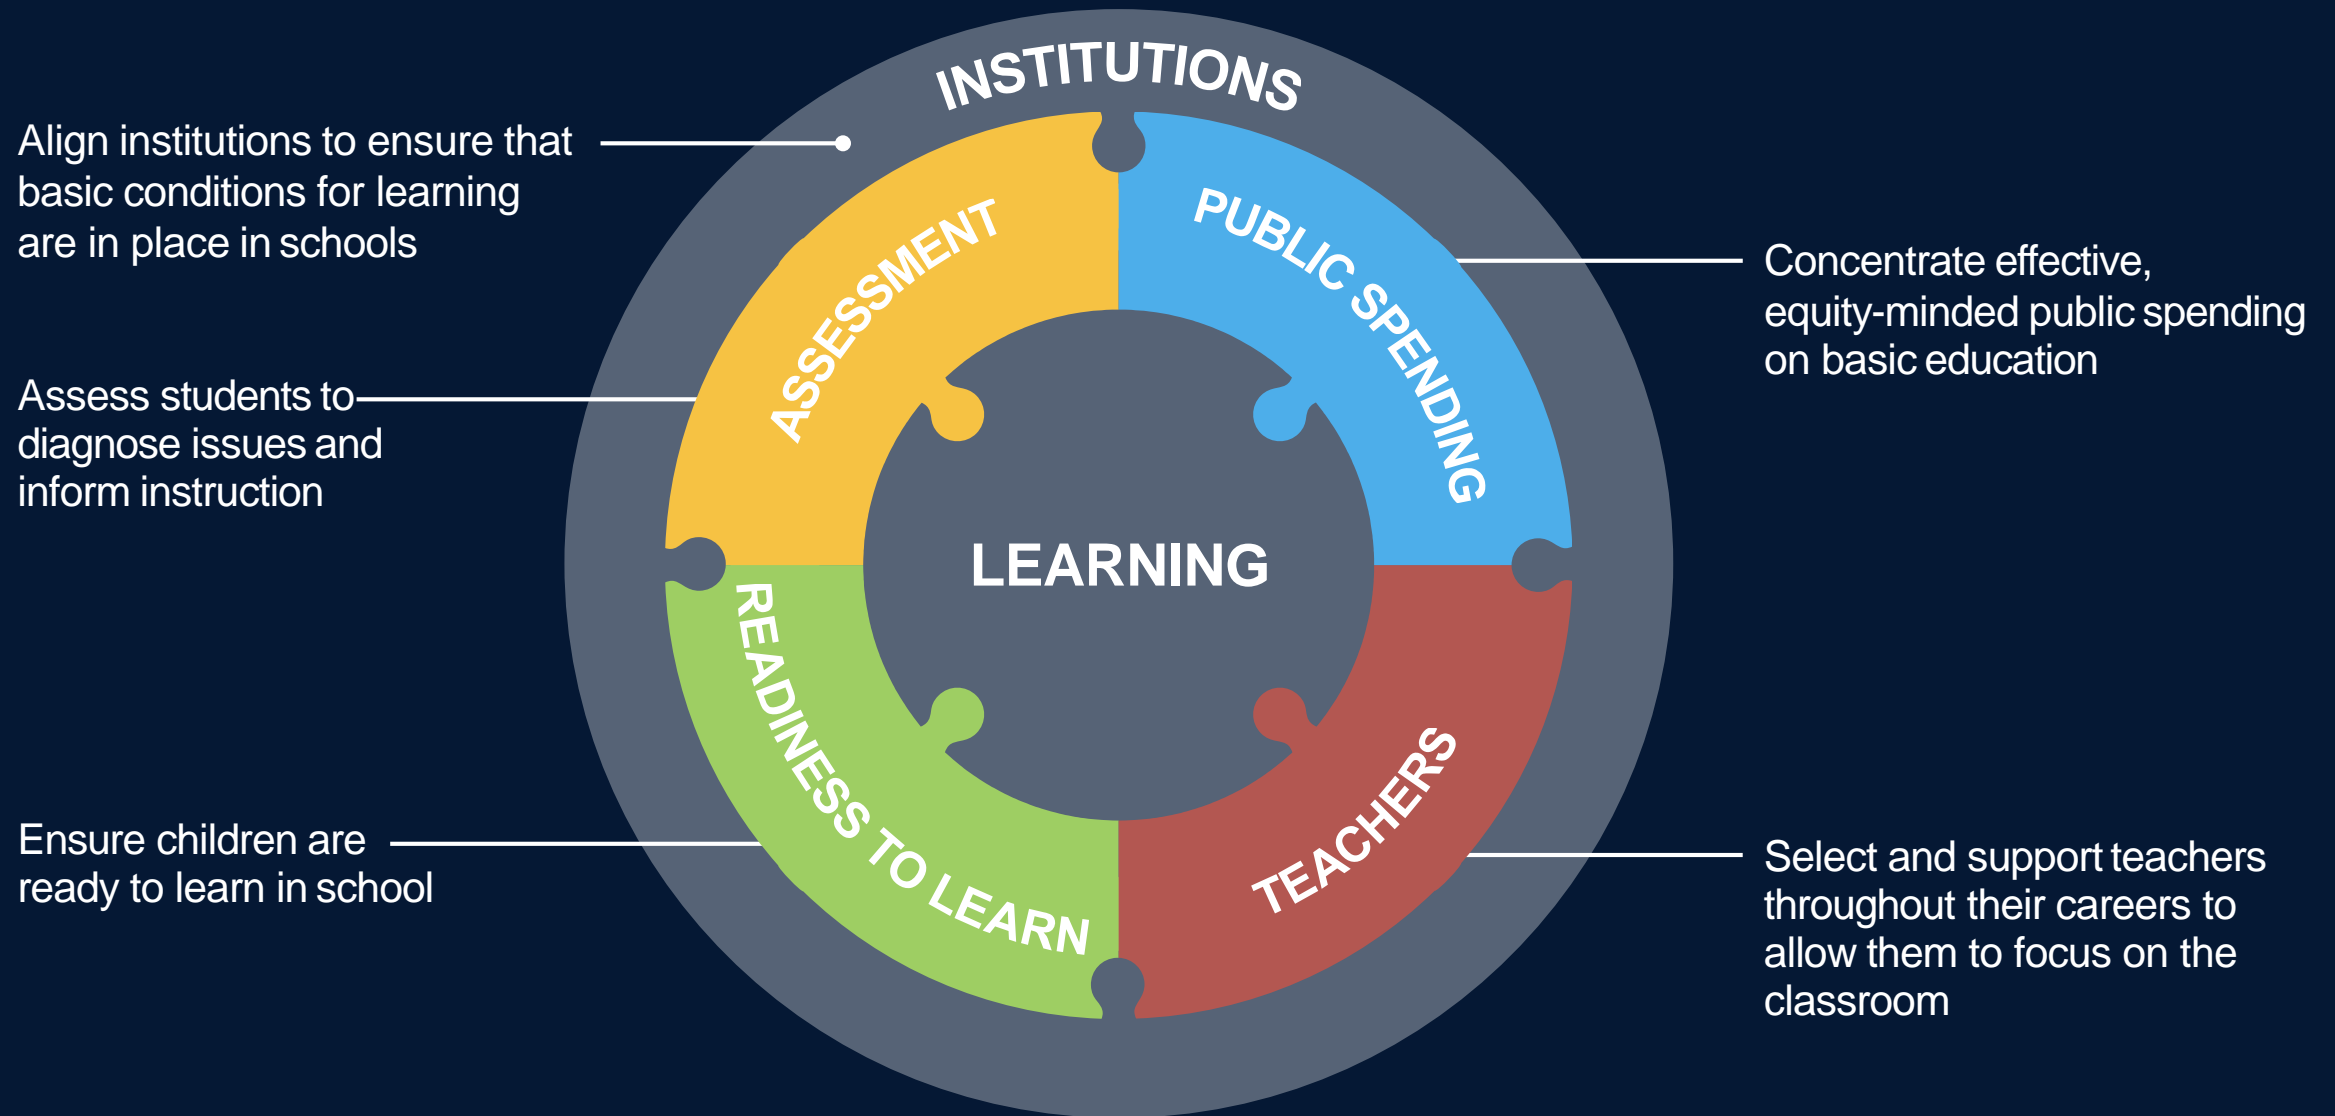 INSTITUTIONS
Align institutions to ensure that
basic conditions for learning
are in place in schools
ASSESSMENT
PUBLIC SPENDING
Concentrate effective,
equity-minded public spending
on basic education
Assess students to
diagnose issues and
inform instruction
LEARNING
READINESS TO LEARN
TEACHERS
Ensure children are
ready to learn in school
Select and support teachers
throughout their careers to
allow them to focus on the
classroom